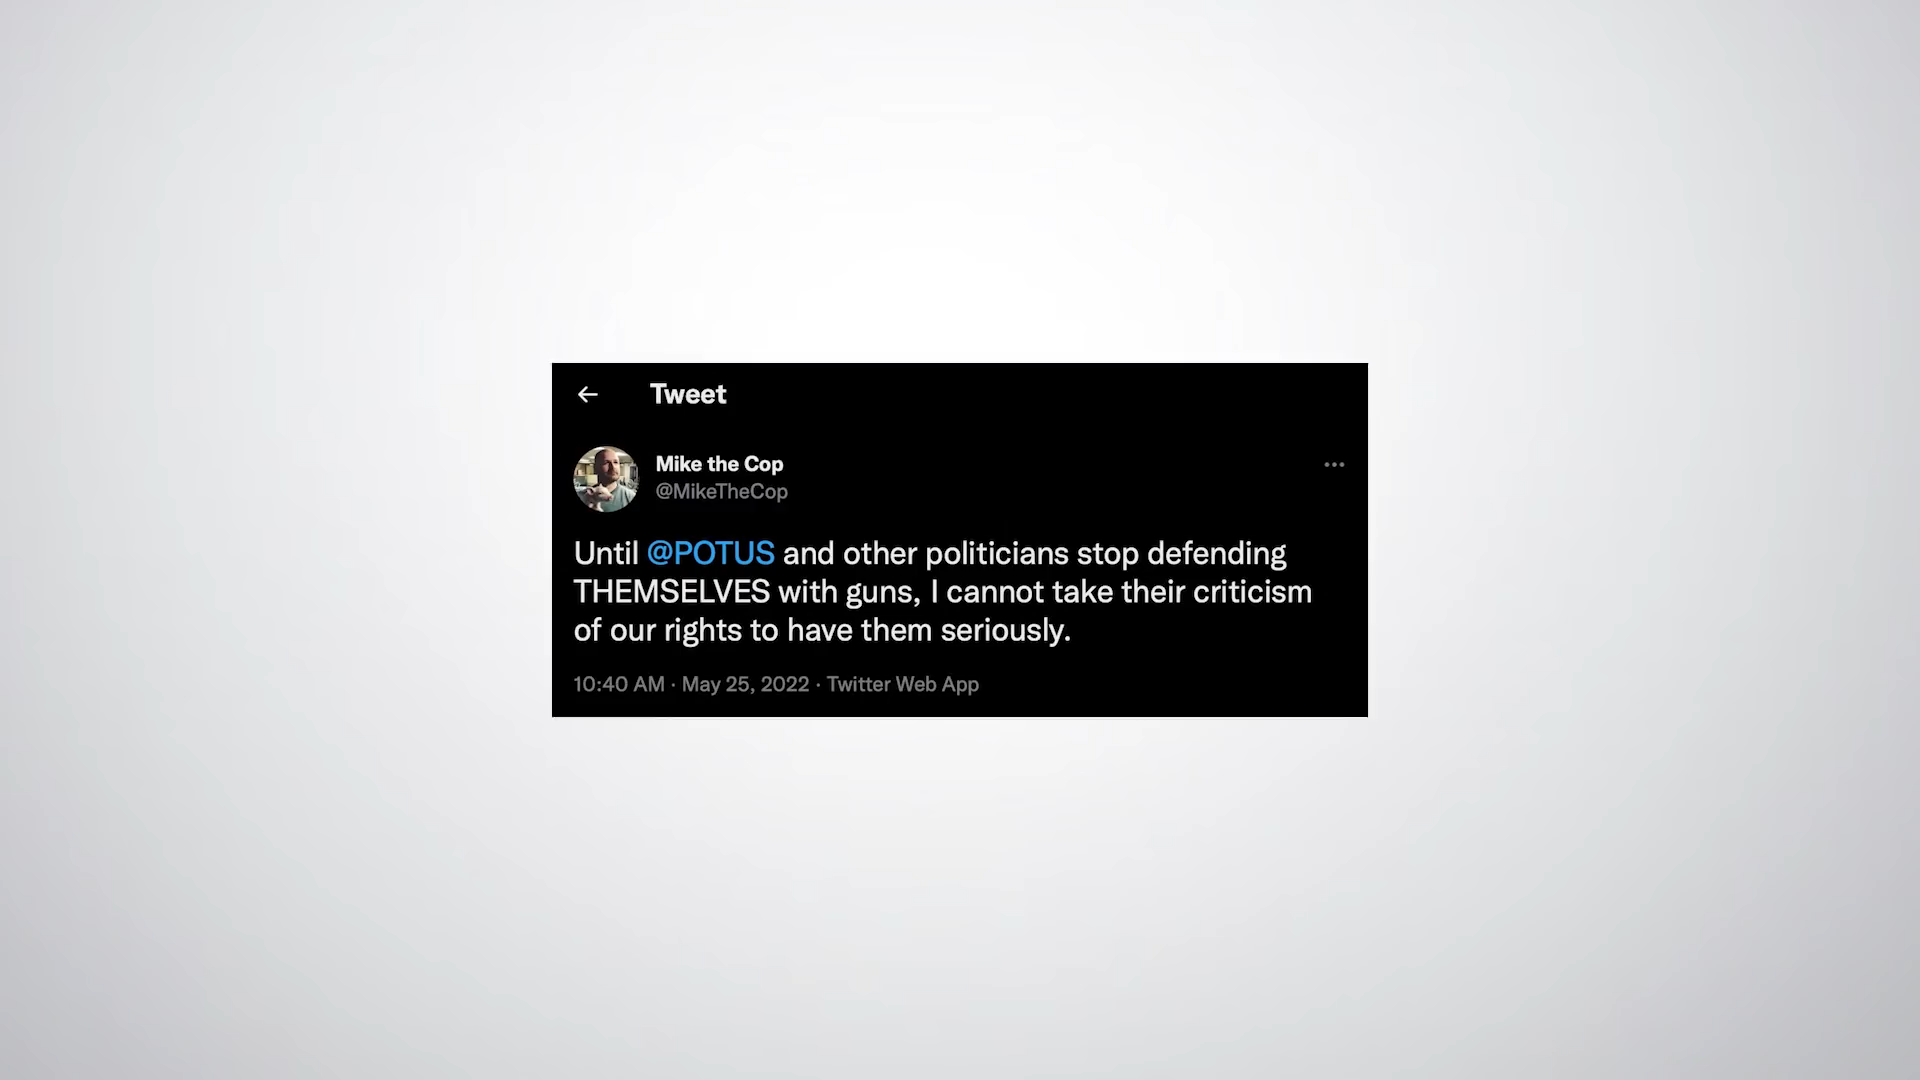 Tweet
Mike the Cop
@MikeTheCop
Until @POTUS and other politicians stop defending
THEMSELVES with guns, I cannot take their criticism
of our rights to have them seriously.
10:40 AM · May 25, 2022 · Twitter Web App